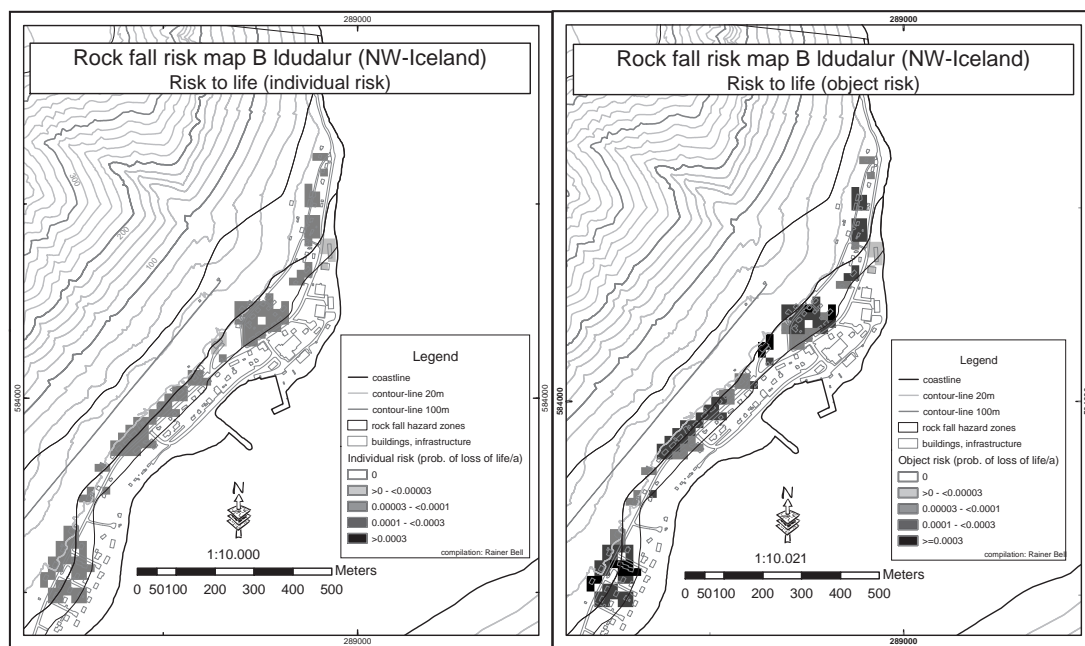 289000
Rock fall risk map B ldudalur (NW-Iceland)
Risk to life (individual risk)
300
200
100
584000
Legend
coastline
contour-line 20m
contour-line 100m
rock fall hazard zones
buildings, infrastructure
Individual risk (prob. of loss of life/a)
0
>0 - <0.00003
0.00003 - <0.0001
0.0001 - <0.0003
>0.0003
compilation: Rainer Bell
N
1:10.000
Meters
0 50100 200 300 400 500
289000
289000
Rock fall risk map B ldudalur (NW-Iceland)
Risk to life (object risk)
584000
Legend
coastline
contour-line 20m
contour-line 100m
rock fall hazard zones
buildings, infrastructure
Object risk (prob. of loss of life/a)
0
>0 - <0.00003
0.00003 - <0.0001
0.0001 - <0.0003
>=0.0003
compilation: Rainer Bell
N
1:10.021
Meters
0 50100 200 300 400 500
289000